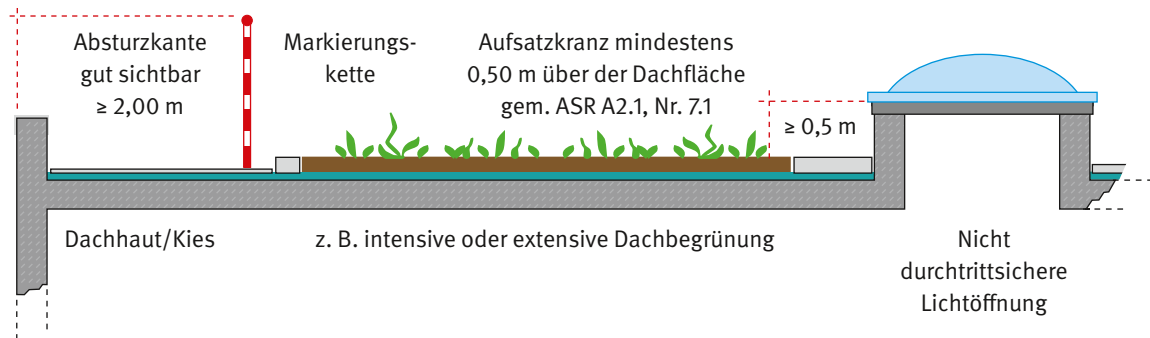 Absturzkante
gut sichtbar
≥ 2,00 m
Markierungs-
kette
Aufsatzkranz mindestens
0,50 m über der Dachfläche
gem. ASR A2.1, Nr. 7.1
≥ 0,5 m
Dachhaut/Kies
z. B. intensive oder extensive Dachbegrünung
Nicht
durchtrittsichere
Lichtöffnung